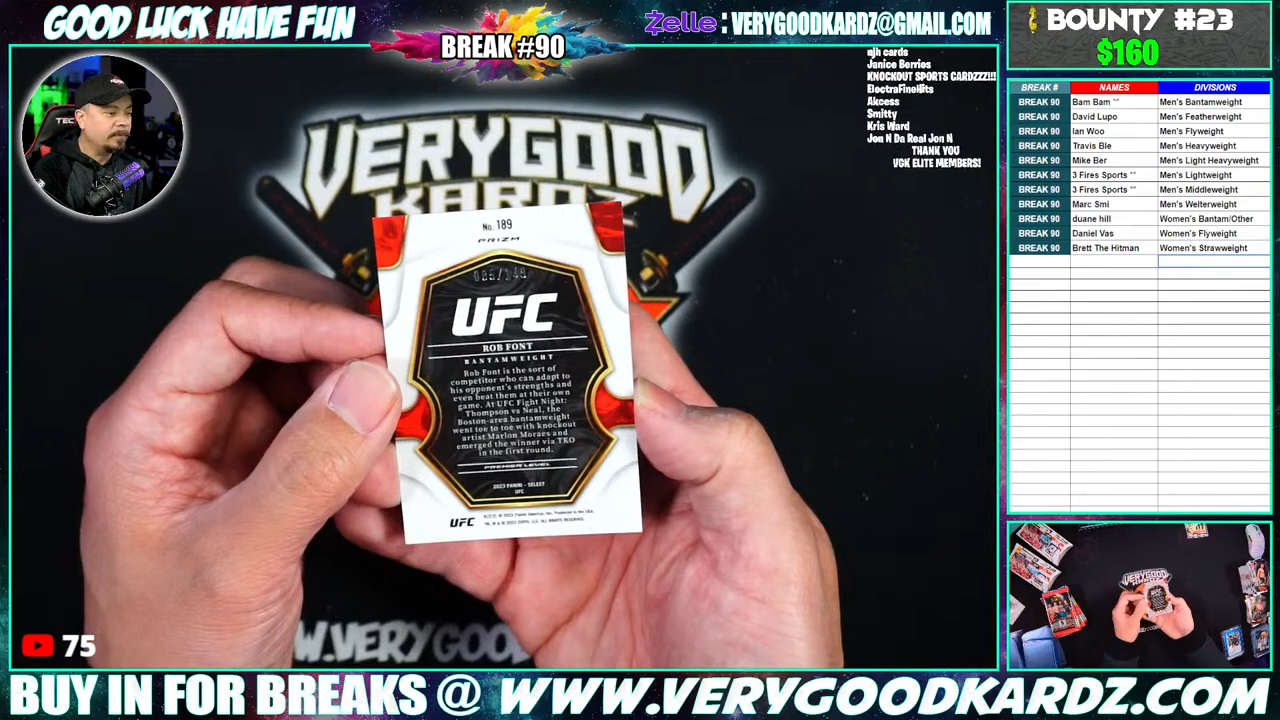 GOOD LUCK HAVE FUN
BREAK #90
Zelle : VERYGOODKARDZ@GMAIL.COM
BOUNTY #23
$160
njh cards
Janice Berrios
KNOCKOUT SPORTS CARDZZZ!!!
ElectraFineHits
Akcess
Smitty
Kris Ward
Jon N Da Real Jon N
THANK YOU
VGK ELITE MEMBERS!
BREAK # NAMES DIVISIONS
BREAK 90 Bam Bam ** Men's Bantamweight
BREAK 90 David Lupo Men's Featherweight
BREAK 90 Ian Woo Men's Flyweight
BREAK 90 Travis Ble Men's Heavyweight
BREAK 90 Mike Ber Men's Light Heavyweight
BREAK 90 3 Fires Sports ** Men's Lightweight
BREAK 90 3 Fires Sports ** Men's Middleweight
BREAK 90 Marc Smi Men's Welterweight
BREAK 90 duane hill Women's Bantam/Other
BREAK 90 Daniel Vas Women's Flyweight
BREAK 90 Brett The Hitman Women's Strawweight
VERYGOOD
KARDZ
No. 189
PRIZM
UFC
ROB FONT
BANTAMWEIGHT
Rob Font is the sort of
competitor who can adapt to
his opponent's strengths and
even beat them at their own
game. At UFC Fight Night:
Thompson vs Neal, the
Boston-area bantamweight
went toe to toe with knockout
artist Marlon Moraes and
emerged the winner via TKO
in the first round.
PREMIER LEVEL
2023 PANINI - SELECT
UFC
UFC
W.VERYGOOD
75
BUY IN FOR BREAKS @ WWW.VERYGOODKARDZ.COM